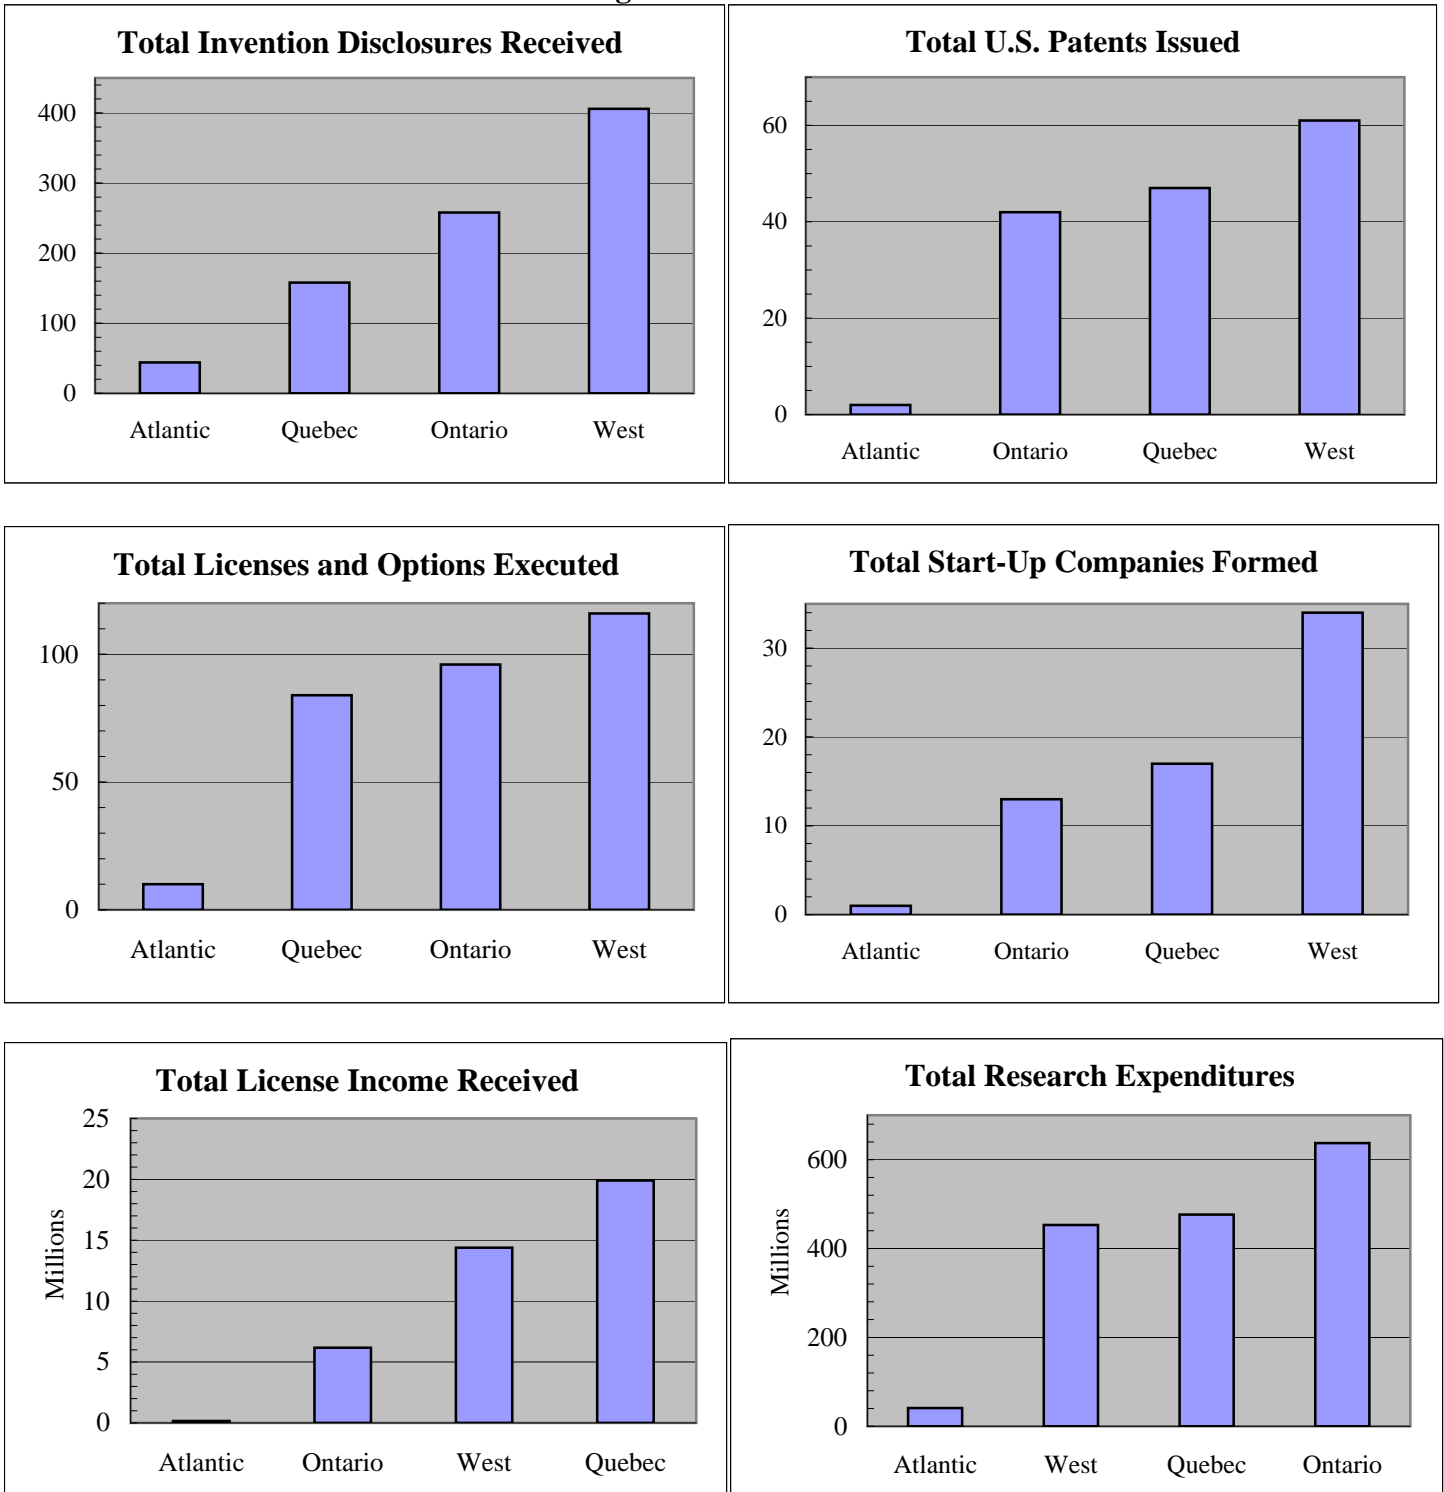 Total Invention Disclosures Received
400
300
200
100
0
Atlantic Quebec Ontario West
Total U.S. Patents Issued
60
40
20
0
Atlantic Ontario Quebec West
Total Licenses and Options Executed
100
50
0
Atlantic Quebec Ontario West
Total Start-Up Companies Formed
30
20
10
0
Atlantic Ontario Quebec West
Total License Income Received
25
20
15
10
5
0
Millions
Atlantic Ontario West Quebec
Total Research Expenditures
600
400
200
0
Millions
Atlantic West Quebec Ontario